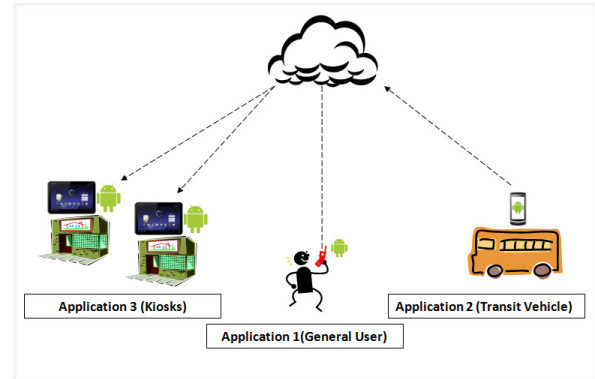 Application 3 (Kiosks)
Application 2 (Transit Vehicle)
Application 1(General User)